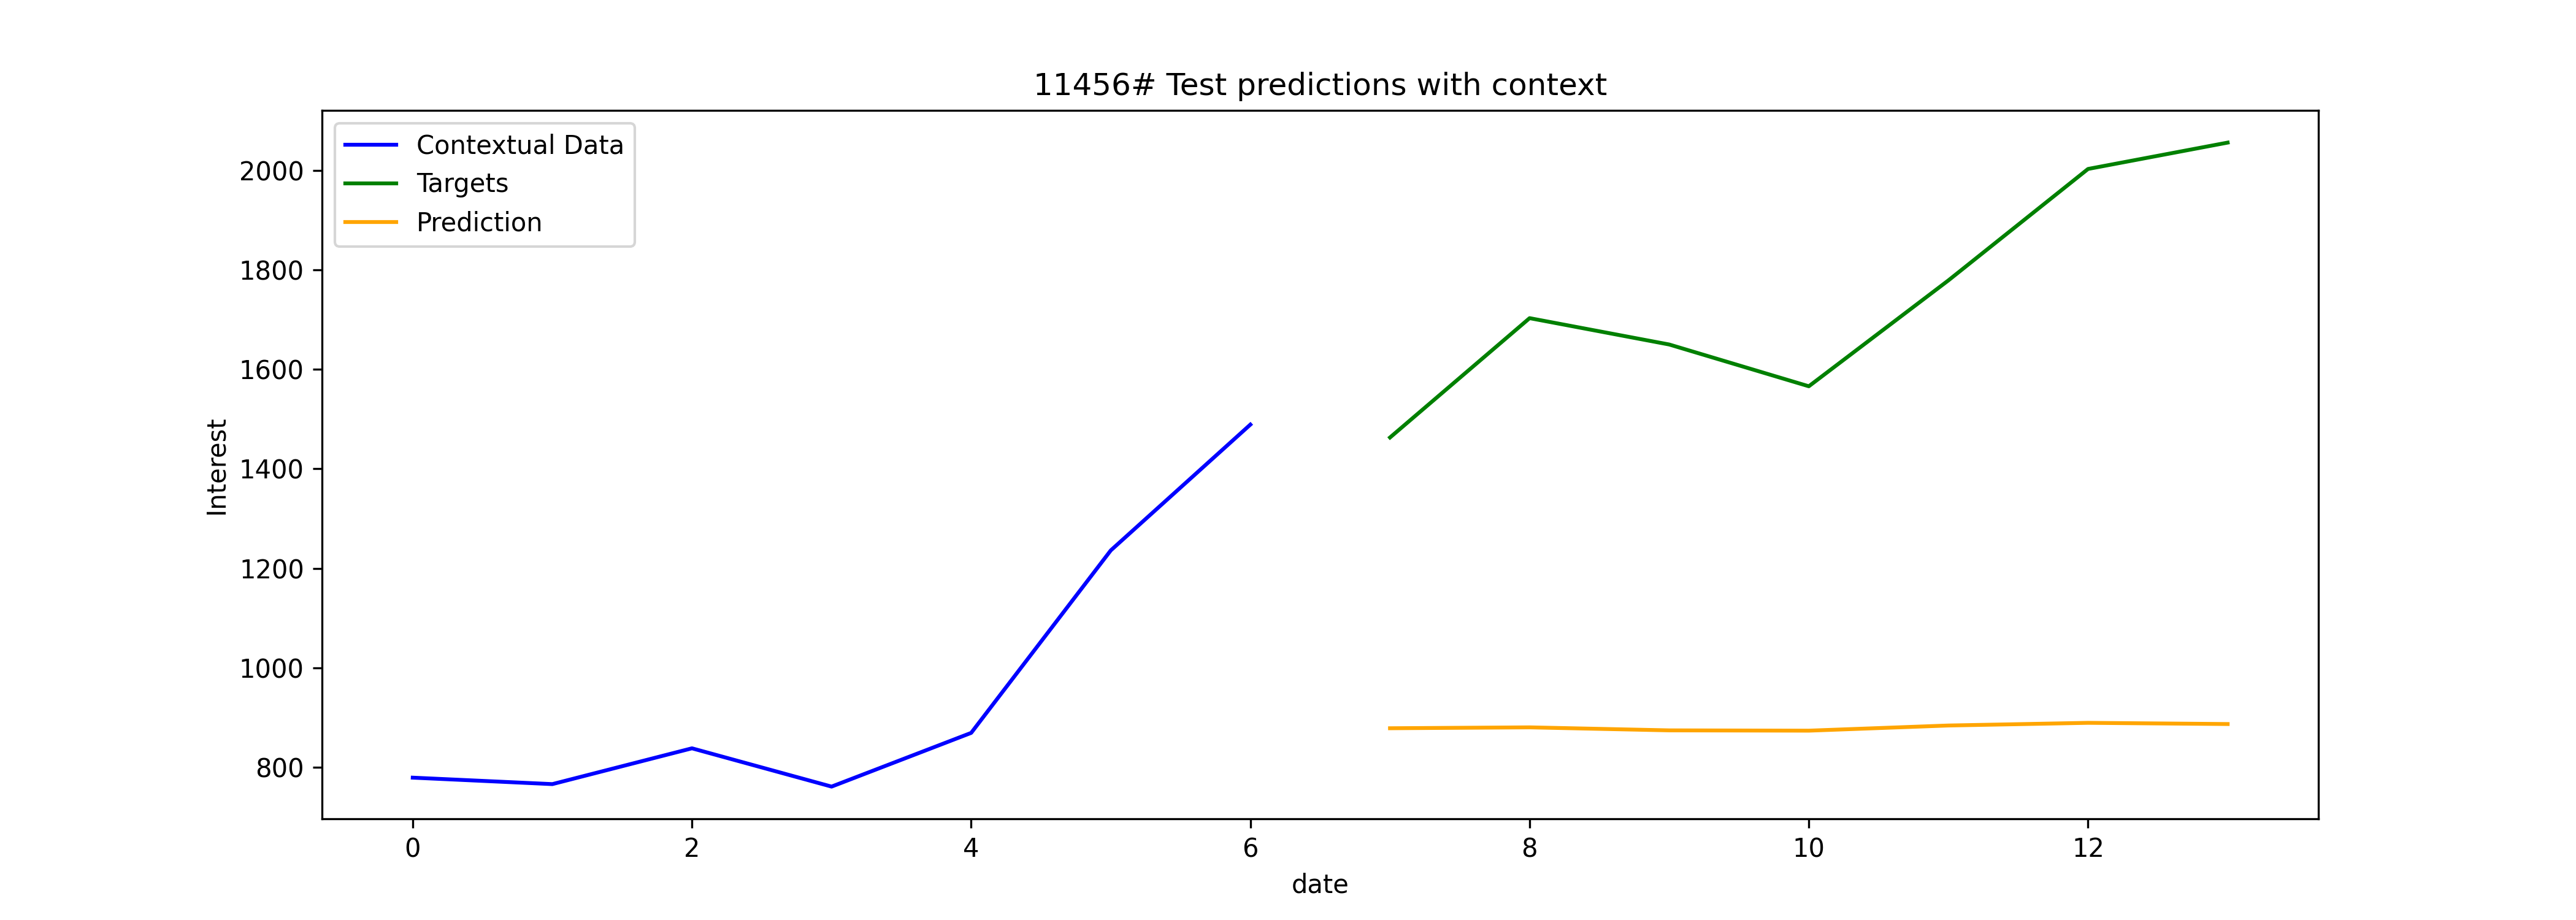 11456# Test predictions with context
Contextual Data
Targets
Prediction
Interest
2000
1800
1600
1400
1200
1000
800
0 2 4 6 8 10 12
date